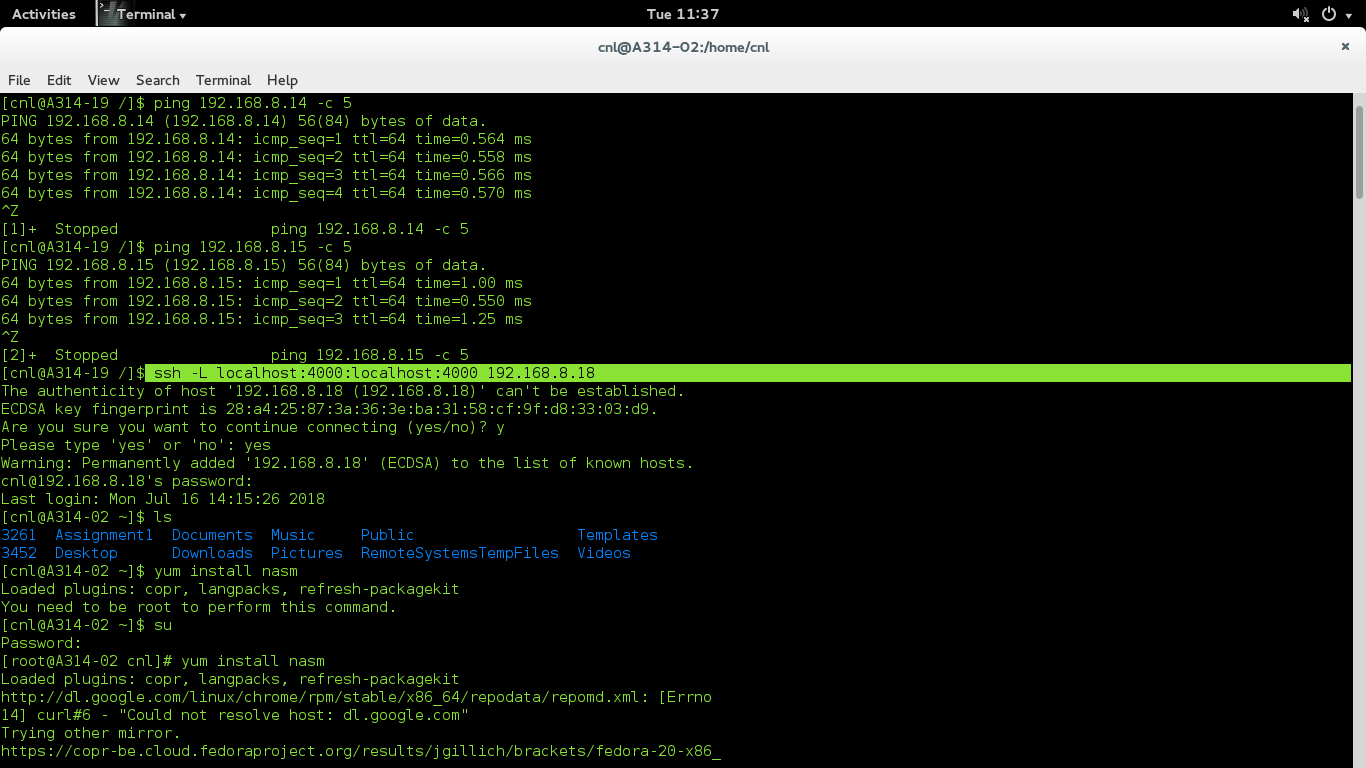 Activities
Terminal
Tue 11:37
cnl@A314-02:/home/cnl
File Edit View Search Terminal Help
[cnl@A314-19 /]$ ping 192.168.8.14 -c 5
PING 192.168.8.14 (192.168.8.14) 56(84) bytes of data.
64 bytes from 192.168.8.14: icmp_seq=1 ttl=64 time=0.564 ms
64 bytes from 192.168.8.14: icmp_seq=2 ttl=64 time=0.558 ms
64 bytes from 192.168.8.14: icmp_seq=3 ttl=64 time=0.566 ms
64 bytes from 192.168.8.14: icmp_seq=4 ttl=64 time=0.570 ms
^Z
[1]+  Stopped                 ping 192.168.8.14 -c 5
[cnl@A314-19 /]$ ping 192.168.8.15 -c 5
PING 192.168.8.15 (192.168.8.15) 56(84) bytes of data.
64 bytes from 192.168.8.15: icmp_seq=1 ttl=64 time=1.00 ms
64 bytes from 192.168.8.15: icmp_seq=2 ttl=64 time=0.550 ms
64 bytes from 192.168.8.15: icmp_seq=3 ttl=64 time=1.25 ms
^Z
[2]+  Stopped                 ping 192.168.8.15 -c 5
[cnl@A314-19 /]$ ssh -L localhost:4000:localhost:4000 192.168.8.18
The authenticity of host '192.168.8.18 (192.168.8.18)' can't be established.
ECDSA key fingerprint is 28:a4:25:87:3a:36:3e:ba:31:58:cf:9f:d8:33:03:d9.
Are you sure you want to continue connecting (yes/no)? y
Please type 'yes' or 'no': yes
Warning: Permanently added '192.168.8.18' (ECDSA) to the list of known hosts.
cnl@192.168.8.18's password:
Last login: Mon Jul 16 14:15:26 2018
[cnl@A314-02 ~]$ ls
3261  Assignment1  Documents  Music     Public                  Templates
3452  Desktop      Downloads  Pictures  RemoteSystemsTempFiles  Videos
[cnl@A314-02 ~]$ yum install nasm
Loaded plugins: copr, langpacks, refresh-packagekit
You need to be root to perform this command.
[cnl@A314-02 ~]$ su
Password:
[root@A314-02 cnl]# yum install nasm
Loaded plugins: copr, langpacks, refresh-packagekit
http://dl.google.com/linux/chrome/rpm/stable/x86_64/repodata/repomd.xml: [Errno
14] curl#6 - "Could not resolve host: dl.google.com"
Trying other mirror.
https://copr-be.cloud.fedoraproject.org/results/jgillich/brackets/fedora-20-x86_